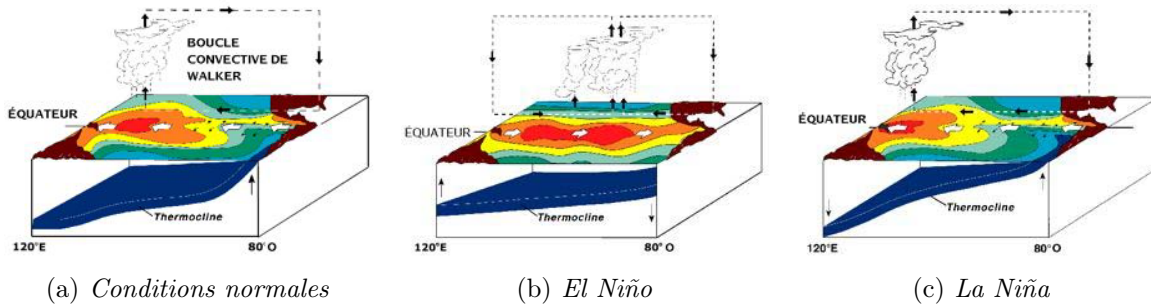 BOUCLE
CONVECTIVE DE
WALKER
ÉQUATEUR
Thermocline
120°E
80°O
(a) Conditions normales
ÉQUATEUR
Thermocline
120°E
80°O
(b) El Niño
ÉQUATEUR
Thermocline
120°E
80°O
(c) La Niña